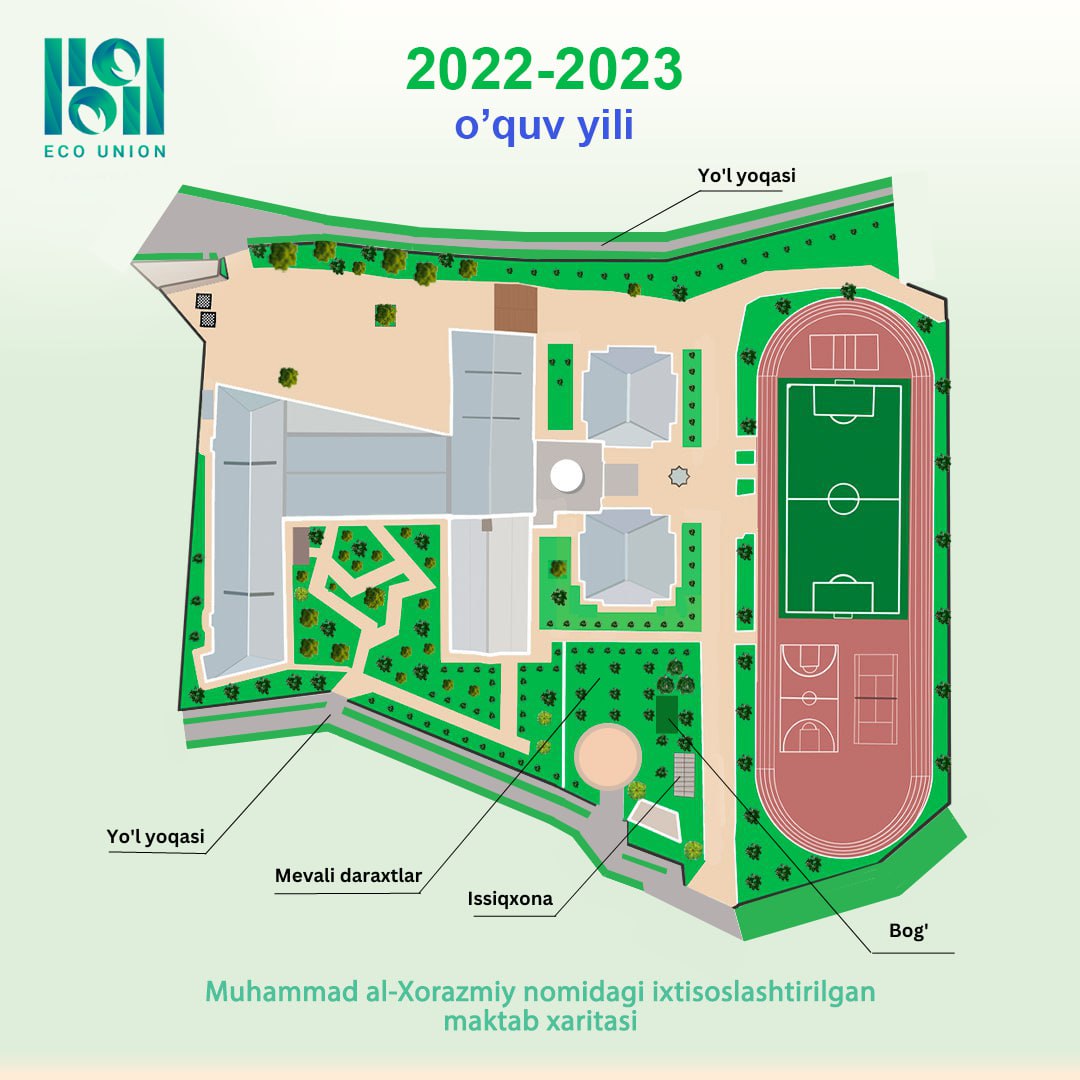 ECO UNION
2022-2023
o’quv yili
Yo'l yoqasi
Yo'l yoqasi
Mevali daraxtlar
Issiqxona
Bog'
Muhammad al-Xorazmiy nomidagi ixtisoslashtirilgan
maktab xaritasi